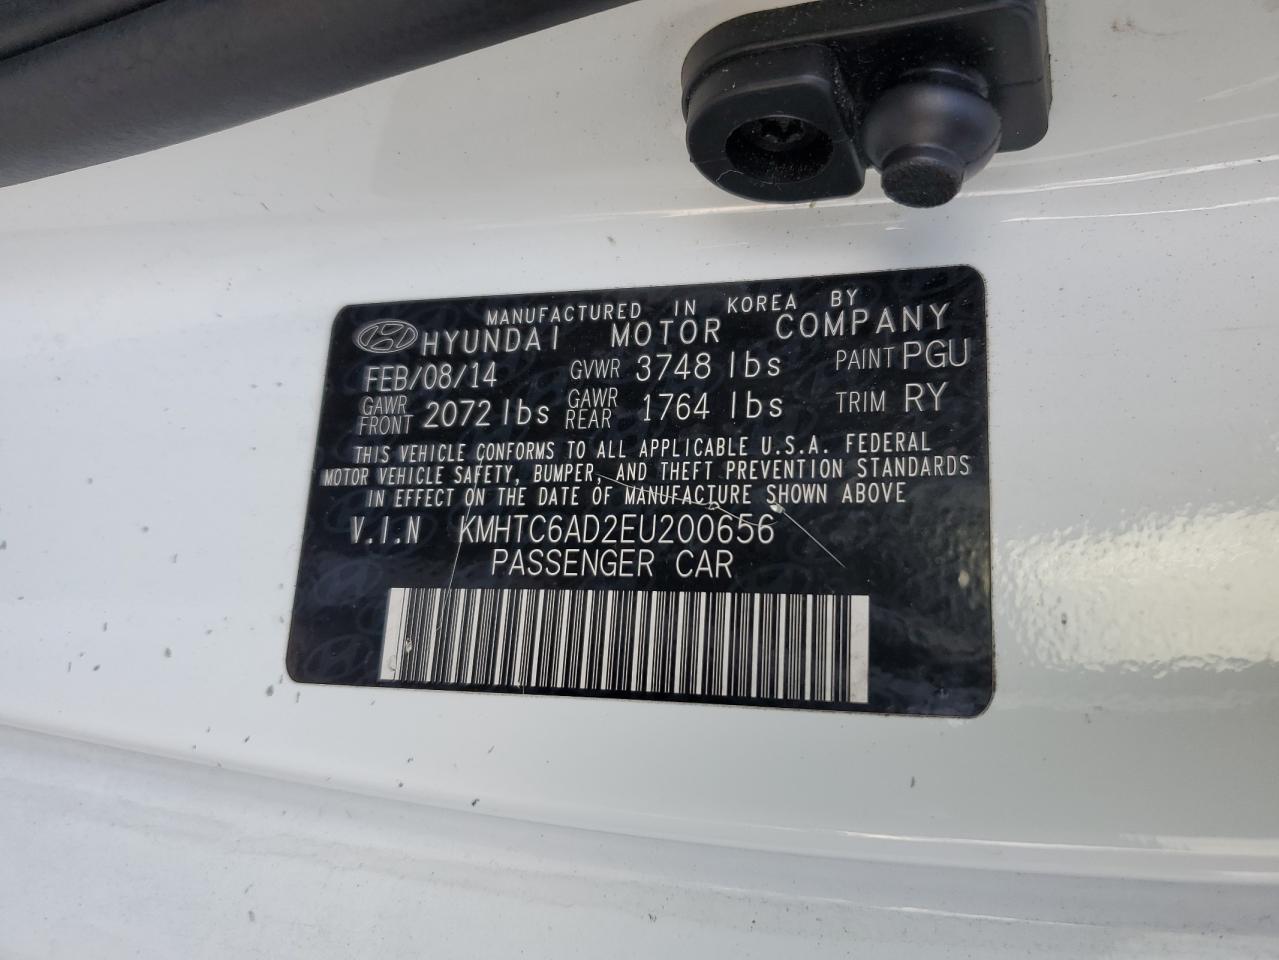 MANUFACTURED IN KOREA BY
HYUNDAI MOTOR COMPANY
FEB/08/14 GVWR 3748 lbs PAINT PGU
GAWR FRONT 2072 lbs GAWR REAR 1764 lbs TRIM RY
THIS VEHICLE CONFORMS TO ALL APPLICABLE U.S.A. FEDERAL
MOTOR VEHICLE SAFETY, BUMPER, AND THEFT PREVENTION STANDARDS
IN EFFECT ON THE DATE OF MANUFACTURE SHOWN ABOVE
V.I.N KMHTC6AD2EU200656
PASSENGER CAR